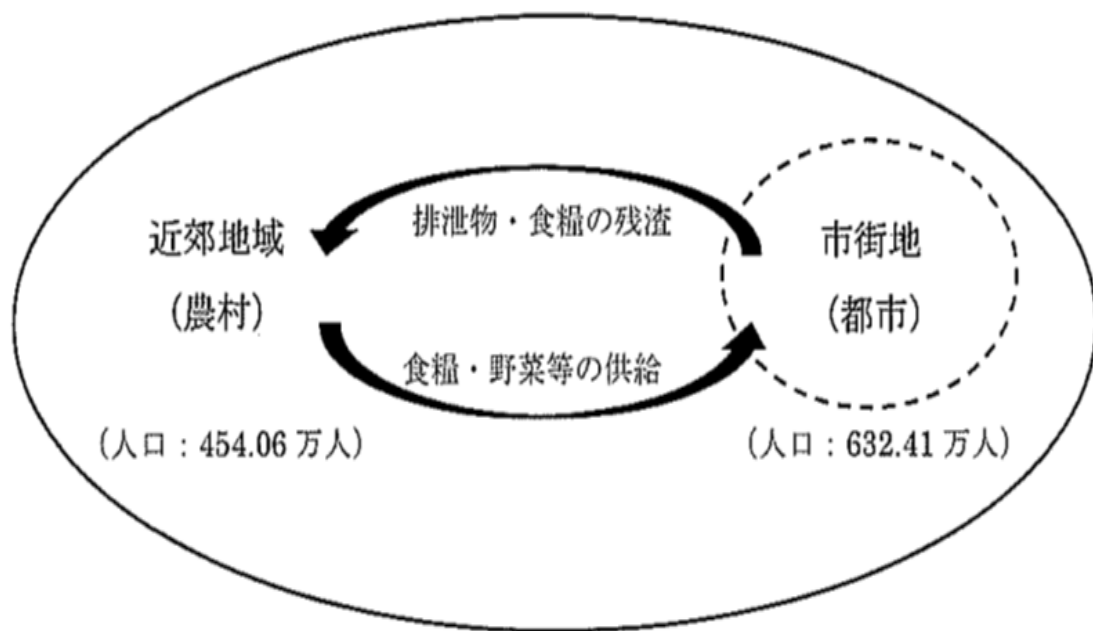 排泄物・食糧の残渣
近郊地域
(農村)
市街地
(都市)
食糧・野菜等の供給
(人口：454.06万人)
(人口：632.41万人)